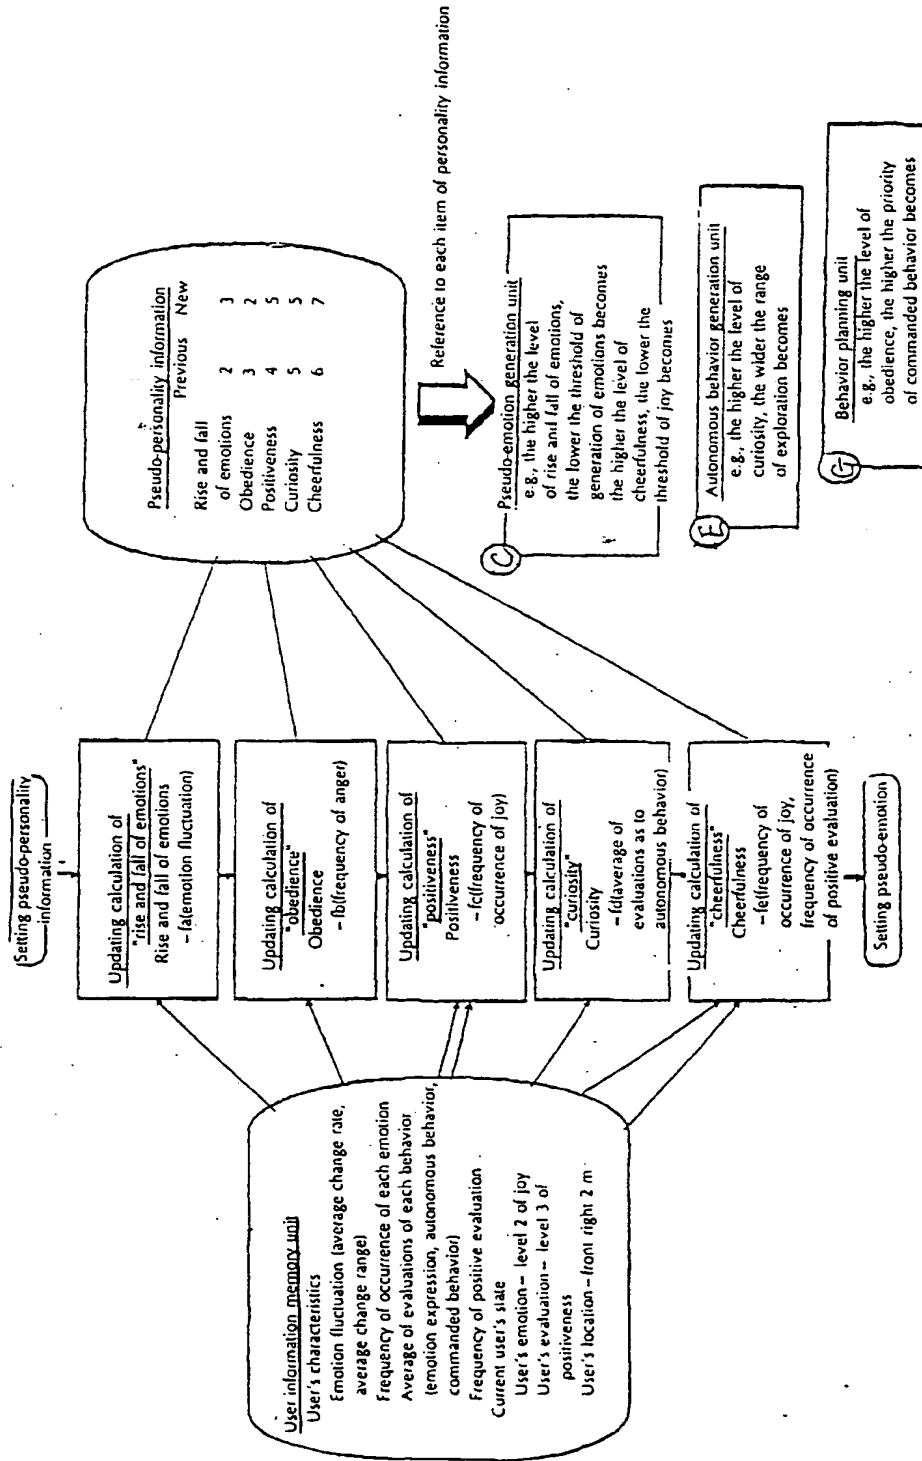 Setting pseudo-personality
information
Updating calculation of
"rise and fall of emotions"
Rise and fall of emotions
– fa(emotion fluctuation)
Updating calculation of
"obedience"
Obedience
– fb(frequency of anger)
Updating calculation of
"positiveness"
Positiveness
– fc(frequency of
occurrence of joy)
Updating calculation of
"curiosity"
Curiosity
– fd(average of
evaluations as to
autonomous behavior)
Updating calculation of
"cheerfulness"
Cheerfulness
– fe(frequency of
occurrence of joy,
frequency of occurrence
of positive evaluation)
Setting pseudo-emotion
User information memory unit
User's characteristics
Emotion fluctuation (average change rate,
average change range)
Frequency of occurrence of each emotion
Average of evaluations of each behavior
(emotion expression, autonomous behavior,
commanded behavior)
Frequency of positive evaluation
Current user's state
User's emotion – level 2 of joy
User's evaluation – level 3 of
positiveness
User's location – front right 2 m
Pseudo-personality information
Previous New
Rise and fall
of emotions 2 3
Obedience 3 2
Positiveness 4 5
Curiosity 5 5
Cheerfulness 6 7
Reference to each item of personality information
C
Pseudo-emotion generation unit
e.g., the higher the level
of rise and fall of emotions,
the lower the threshold of
generation of emotions becomes
the higher the level of
cheerfulness, the lower the
threshold of joy becomes
E
Autonomous behavior generation unit
e.g., the higher the level of
curiosity, the wider the range
of exploration becomes
G
Behavior planning unit
e.g., the higher the level of
obedience, the higher the priority
of commanded behavior becomes